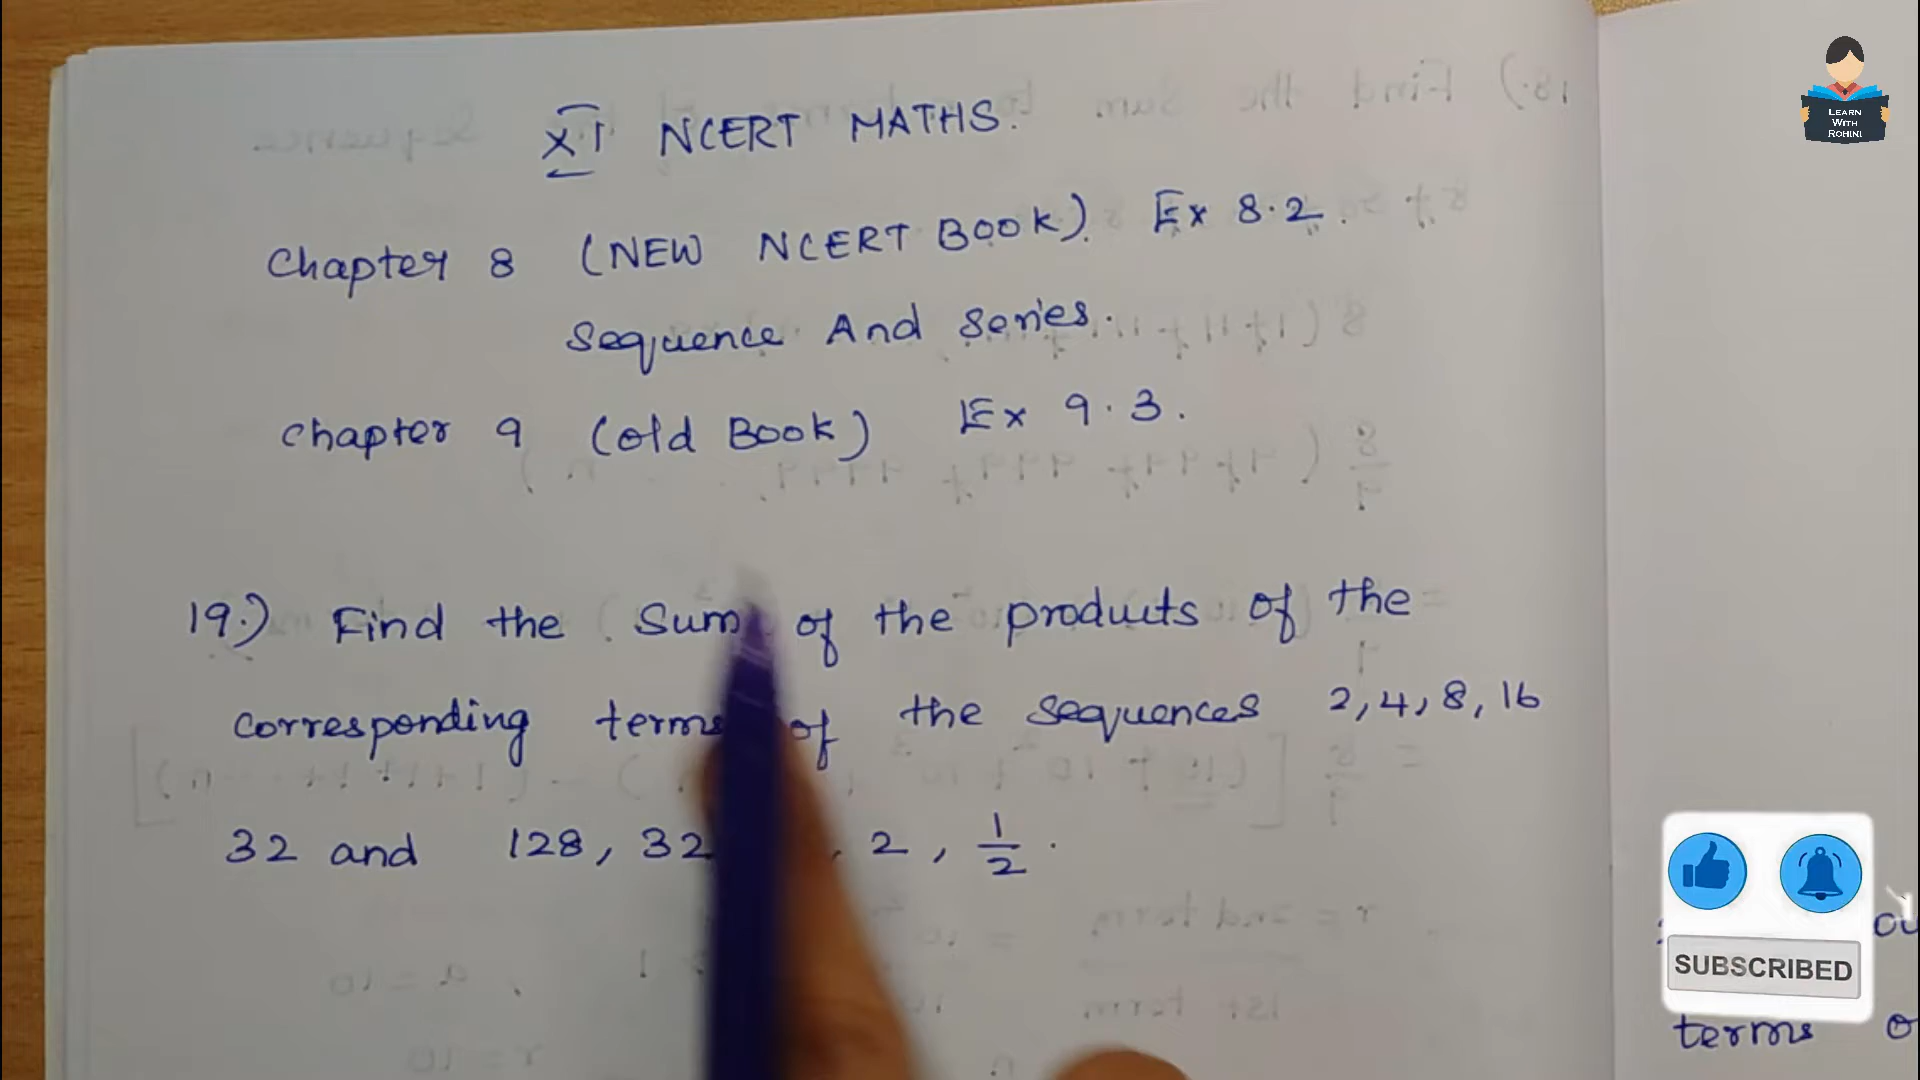 XI NCERT MATHS.
Chapter 8 (NEW NCERT Book). Ex 8.2.
Sequence And Series.
Chapter 9 (Old Book) Ex 9.3.
19.) Find the Sum of the products of the
corresponding terms of the sequences 2, 4, 8, 16
32 and 128, 32 , 2, 1/2.
LEARN
WITH
ROHINI
SUBSCRIBED
terms